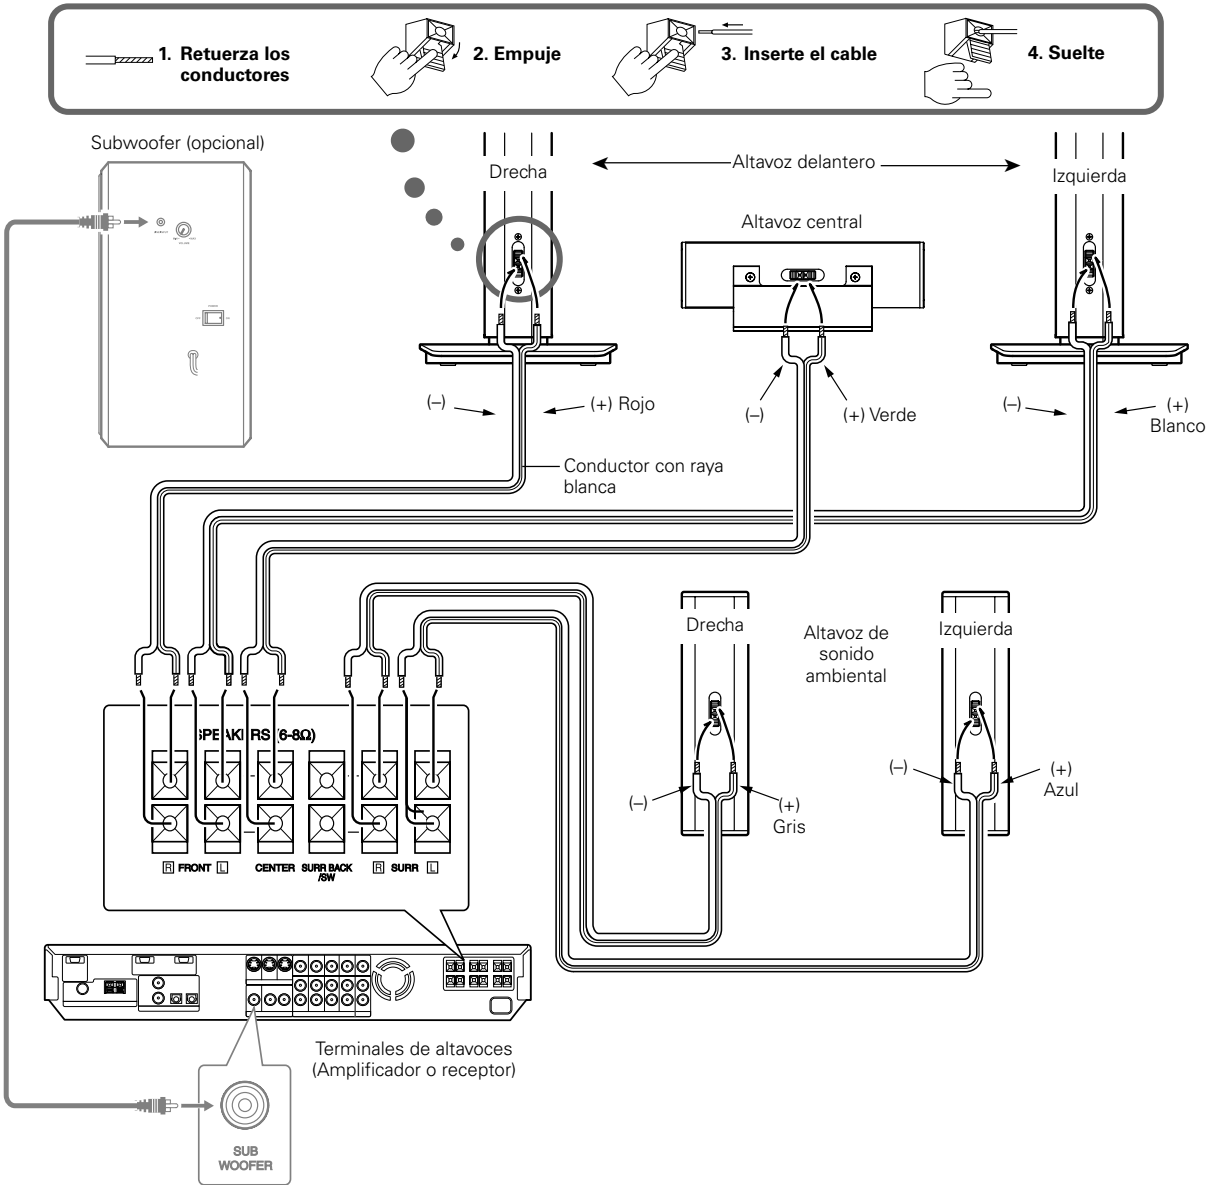 1. Retuerza los
conductores
2. Empuje
3. Inserte el cable
4. Suelte
Subwoofer (opcional)
Drecha
Altavoz delantero
Izquierda
Altavoz central
(–)
(+) Rojo
(–)
(+) Verde
(–)
(+)
Blanco
Conductor con raya
blanca
Drecha
Altavoz de
sonido
ambiental
Izquierda
SPEAKERS (6-8Ω)
(–)
(+)
Gris
(–)
(+)
Azul
R FRONT L
CENTER
SURR BACK
/SW
R SURR L
Terminales de altavoces
(Amplificador o receptor)
SUB
WOOFER